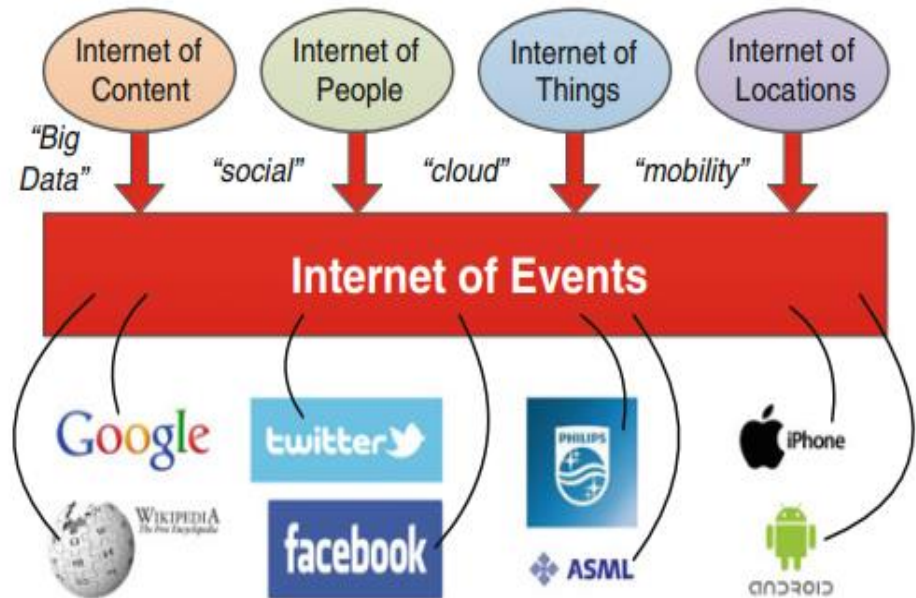 Internet of
Content
Internet of
People
Internet of
Things
Internet of
Locations
“Big
Data”
“social”
“cloud”
“mobility”
Internet of Events
Google
twitter
PHILIPS
iPhone
WIKIPEDIA
The Free Encyclopedia
facebook
ASML
ANDROID